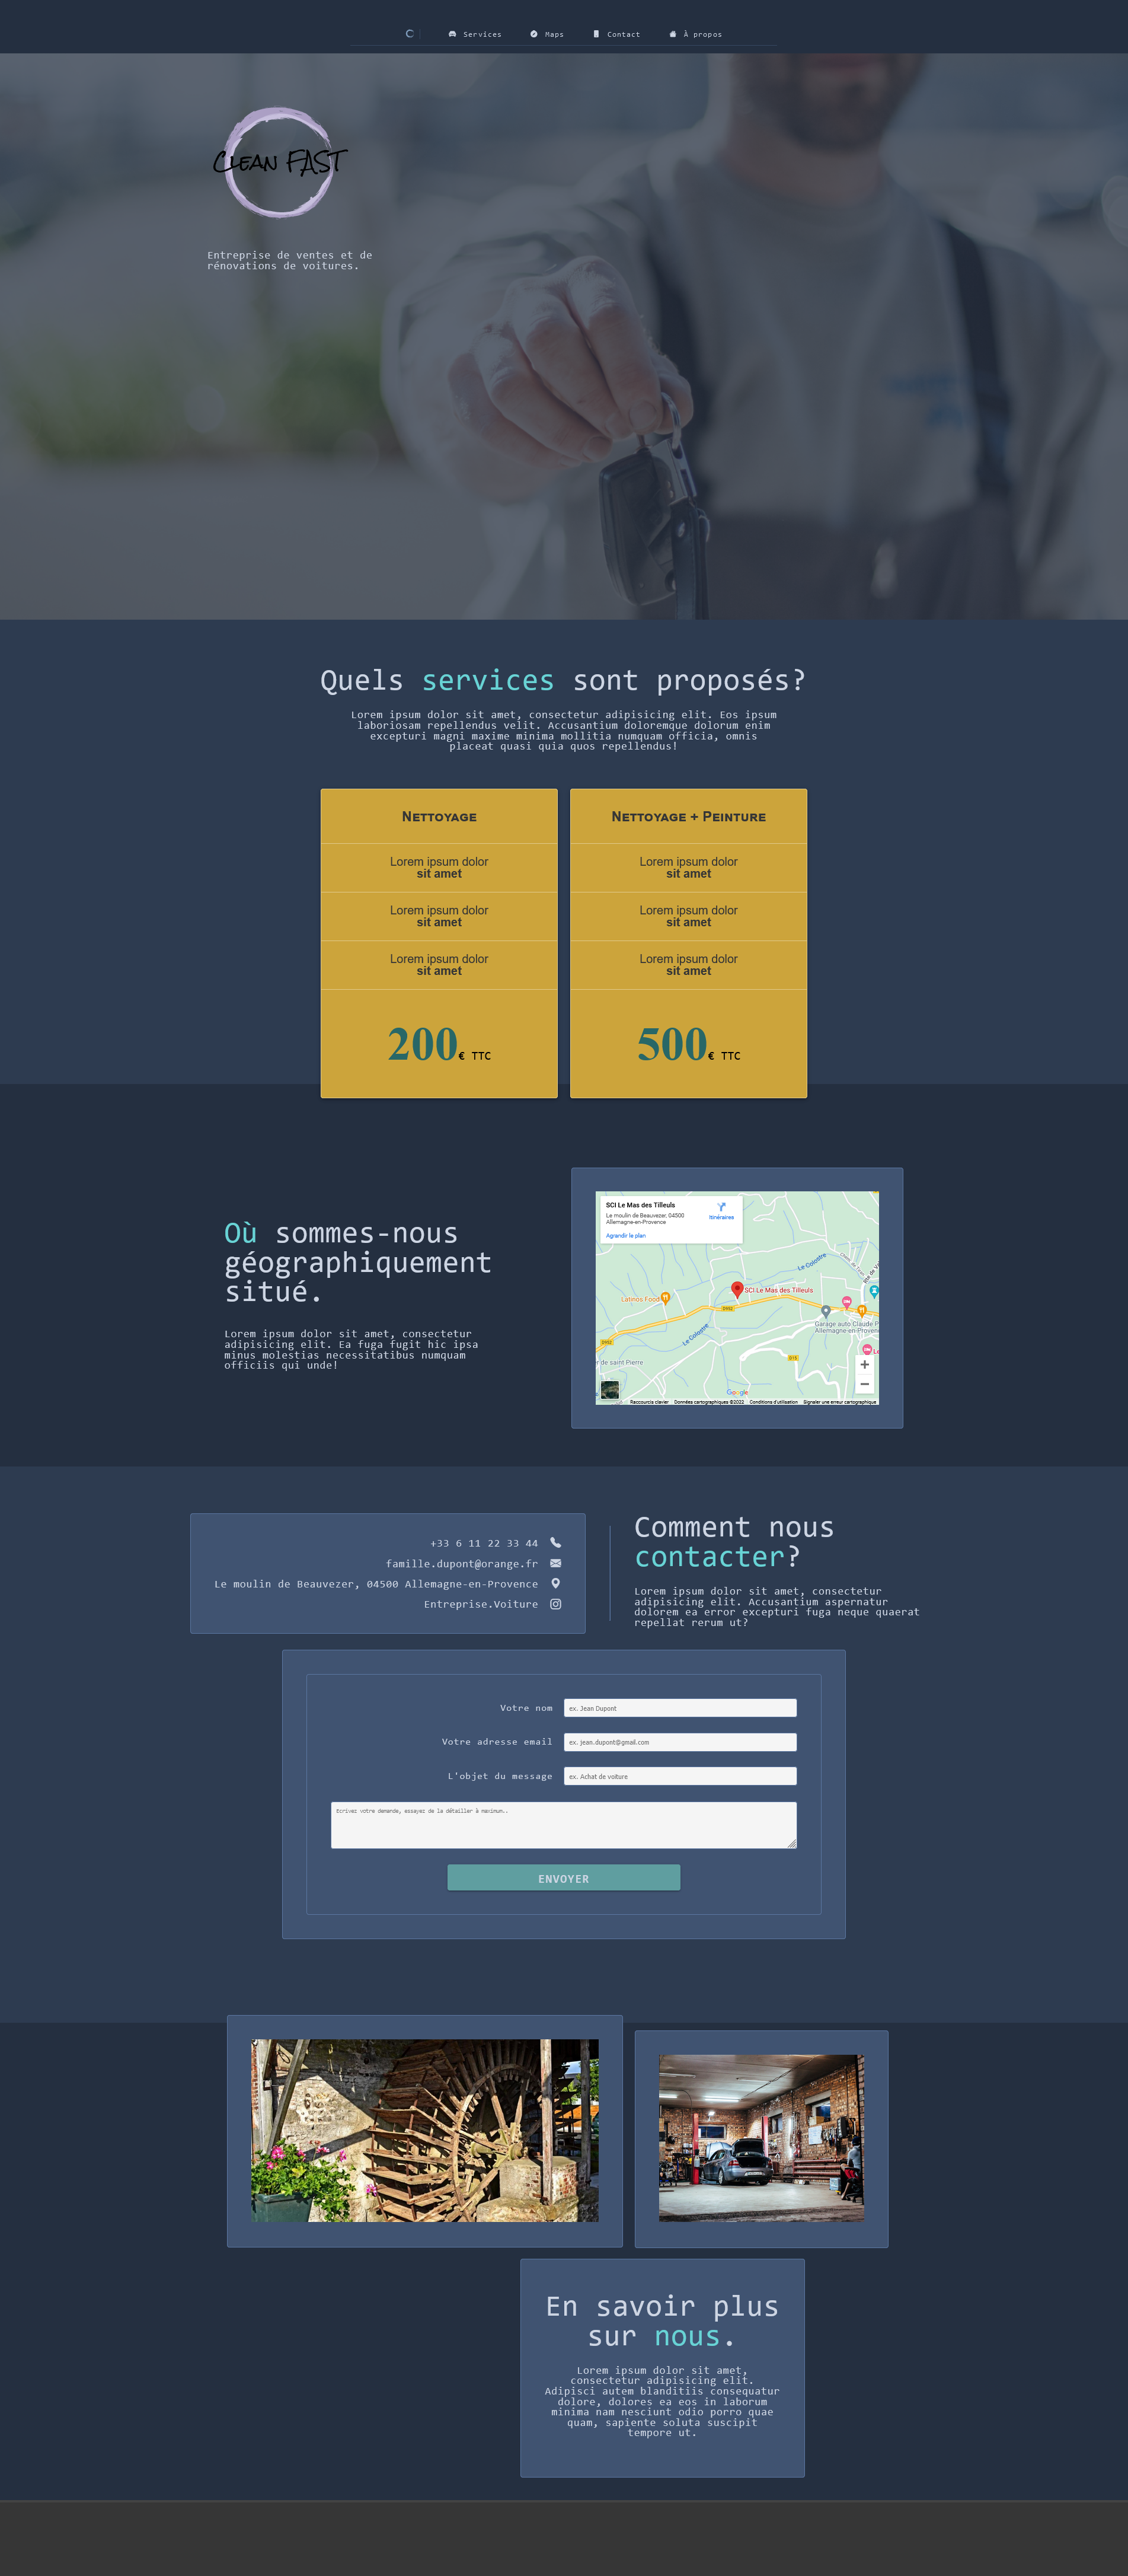 Services
Maps
Contact
À propos
Clean FAST
Entreprise de ventes et de
rénovations de voitures.
Quels services sont proposés?
Lorem ipsum dolor sit amet, consectetur adipisicing elit. Eos ipsum
laboriosam repellendus velit. Accusantium doloremque dolorum enim
excepturi magni maxime minima mollitia numquam officia, omnis
placeat quasi quia quos repellendus!
Nettoyage
Lorem ipsum dolor
sit amet
Lorem ipsum dolor
sit amet
Lorem ipsum dolor
sit amet
200€ TTC
Nettoyage + Peinture
Lorem ipsum dolor
sit amet
Lorem ipsum dolor
sit amet
Lorem ipsum dolor
sit amet
500€ TTC
Où sommes-nous
géographiquement
situé.
Lorem ipsum dolor sit amet, consectetur
adipisicing elit. Ea fuga fugit hic ipsa
minus molestias necessitatibus numquam
officiis qui unde!
SCI Le Mas des Tilleuls
Le moulin de Beauvezer, 04500
Allemagne-en-Provence
Itinéraires
Agrandir le plan
Le Colostre
Latinos Food
SCI Le Mas des Tilleuls
D952
Garage auto Claude P
Allemagne-en-Proven
Le Colostre
D952
D15
er de saint Pierre
Google
Raccourcis clavier
Données cartographiques ©2022
Conditions d'utilisation
Signaler une erreur cartographique
+33 6 11 22 33 44
famille.dupont@orange.fr
Le moulin de Beauvezer, 04500 Allemagne-en-Provence
Entreprise.Voiture
Comment nous
contacter?
Lorem ipsum dolor sit amet, consectetur
adipisicing elit. Accusantium aspernatur
dolorem ea error excepturi fuga neque quaerat
repellat rerum ut?
Votre nom
ex. Jean Dupont
Votre adresse email
ex. jean.dupont@gmail.com
L'objet du message
ex. Achat de voiture
Ecrivez votre demande, essayez de la détailler à maximum..
ENVOYER
En savoir plus
sur nous.
Lorem ipsum dolor sit amet,
consectetur adipisicing elit.
Adipisci autem blanditiis consequatur
dolore, dolores ea eos in laborum
minima nam nesciunt odio porro quae
quam, sapiente soluta suscipit
tempore ut.